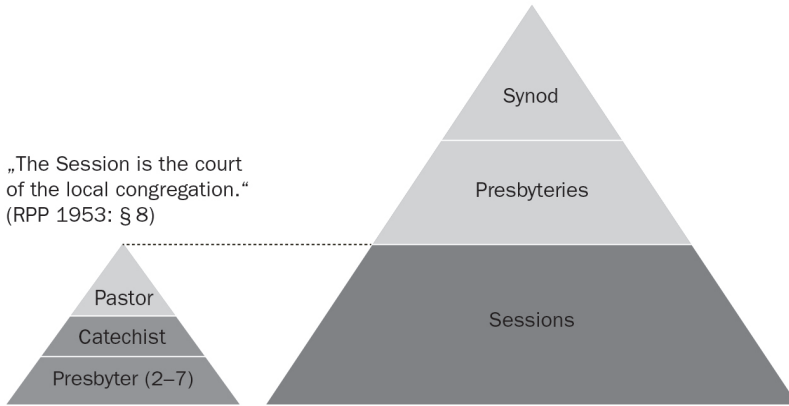 „The Session is the court
of the local congregation.“
(RPP 1953: § 8)
Pastor
Catechist
Presbyter (2–7)
Synod
Presbyteries
Sessions